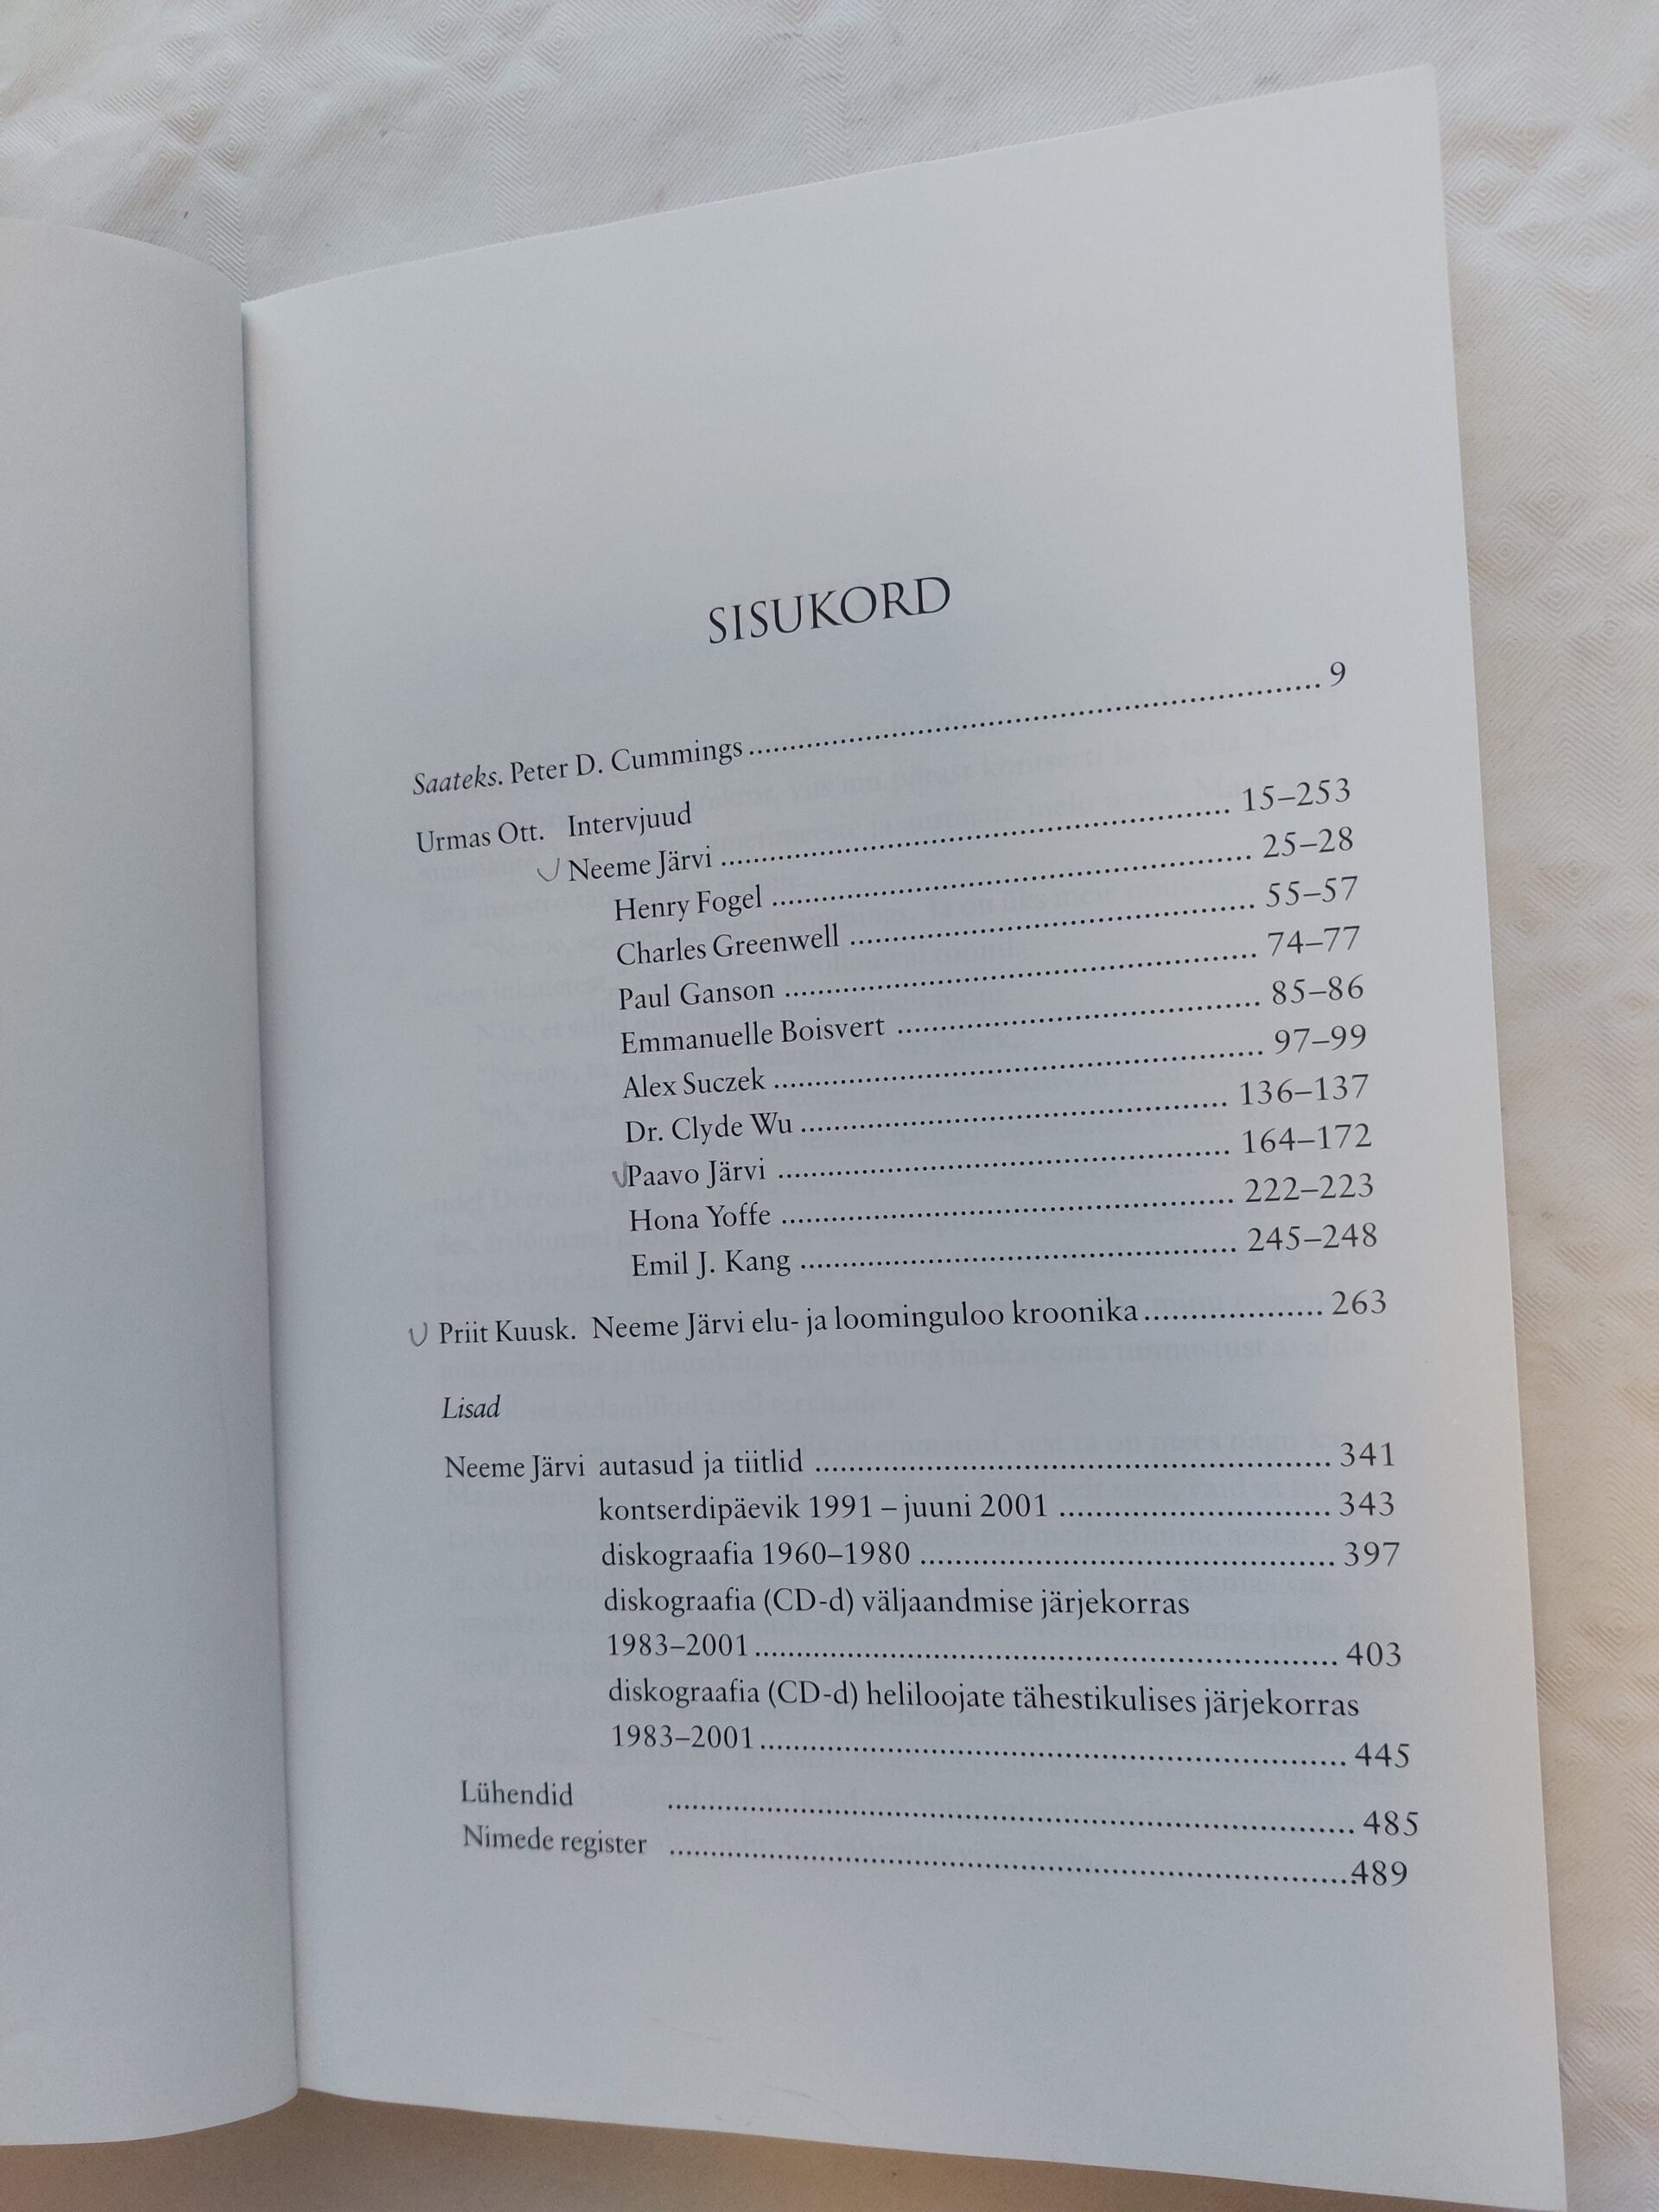 SISUKORD
Saateks. Peter D. Cummings ........ 9
Urmas Ott. Intervjuud
Neeme Järvi ........ 15–253
Henry Fogel ........ 25–28
Charles Greenwell ........ 55–57
Paul Ganson ........ 74–77
Emmanuelle Boisvert ........ 85–86
Alex Suczek ........ 97–99
Dr. Clyde Wu ........ 136–137
Paavo Järvi ........ 164–172
Hona Yoffe ........ 222–223
Emil J. Kang ........ 245–248
Priit Kuusk. Neeme Järvi elu- ja loominguloo kroonika ........ 263
Lisad
Neeme Järvi autasud ja tiitlid ........ 341
kontserdipäevik 1991 – juuni 2001 ........ 343
diskograafia 1960–1980 ........ 397
diskograafia (CD-d) väljaandmise järjekorras
1983–2001 ........ 403
diskograafia (CD-d) heliloojate tähestikulises järjekorras
1983–2001 ........ 445
Lühendid ........ 485
Nimede register ........ 489